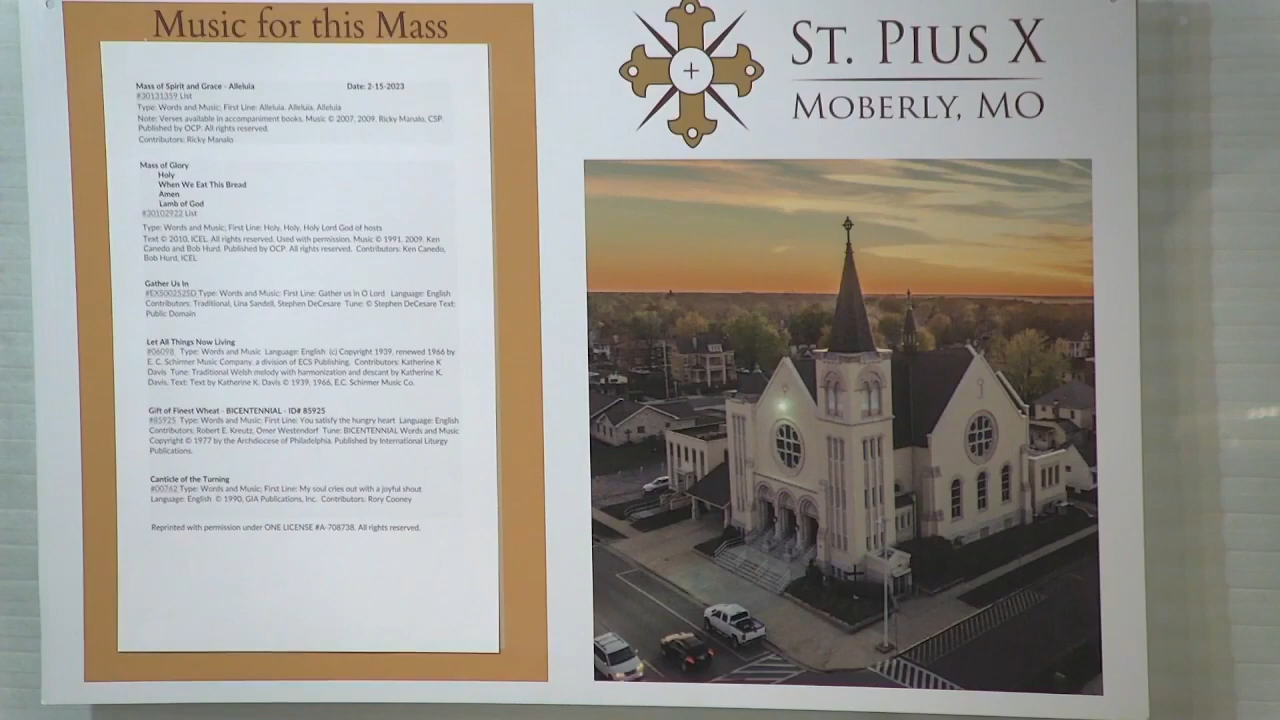 Music for this Mass
Mass of Spirit and Grace - Alleluia Date: 2-15-2023
#30131359 List
Type: Words and Music; First Line: Alleluia. Alleluia. Alleluia
Note: Verses available in accompaniment books. Music © 2007, 2009. Ricky Manalo, CSP.
Published by OCP. All rights reserved.
Contributors: Ricky Manalo
Mass of Glory
Holy
When We Eat This Bread
Amen
Lamb of God
#30102922 List
Type: Words and Music; First Line: Holy, Holy, Holy Lord God of hosts
Text © 2010, ICEL. All rights reserved. Used with permission. Music © 1991, 2009. Ken
Canedo and Bob Hurd. Published by OCP. All rights reserved. Contributors: Ken Canedo,
Bob Hurd, ICEL
Gather Us In
#EXS002525D Type: Words and Music: First Line: Gather us in O Lord Language: English
Contributors: Traditional, Lina Sandell, Stephen DeCesare Tune: © Stephen DeCesare Text:
Public Domain
Let All Things Now Living
#06098 Type: Words and Music Language: English (c) Copyright 1939, renewed 1966 by
E. C. Schirmer Music Company, a division of ECS Publishing. Contributors: Katherine K
Davis Tune: Traditional Welsh melody with harmonization and descant by Katherine K.
Davis. Text: Text by Katherine K. Davis © 1939, 1966, E.C. Schirmer Music Co.
Gift of Finest Wheat - BICENTENNIAL - ID# 85925
#85925 Type: Words and Music; First Line: You satisfy the hungry heart Language: English
Contributors: Robert E. Kreutz, Omer Westendorf Tune: BICENTENNIAL Words and Music
Copyright © 1977 by the Archdiocese of Philadelphia. Published by International Liturgy
Publications.
Canticle of the Turning
#00762 Type: Words and Music; First Line: My soul cries out with a joyful shout
Language: English © 1990, GIA Publications, Inc. Contributors: Rory Cooney
Reprinted with permission under ONE LICENSE #A-708738. All rights reserved.
ST. PIUS X
MOBERLY, MO